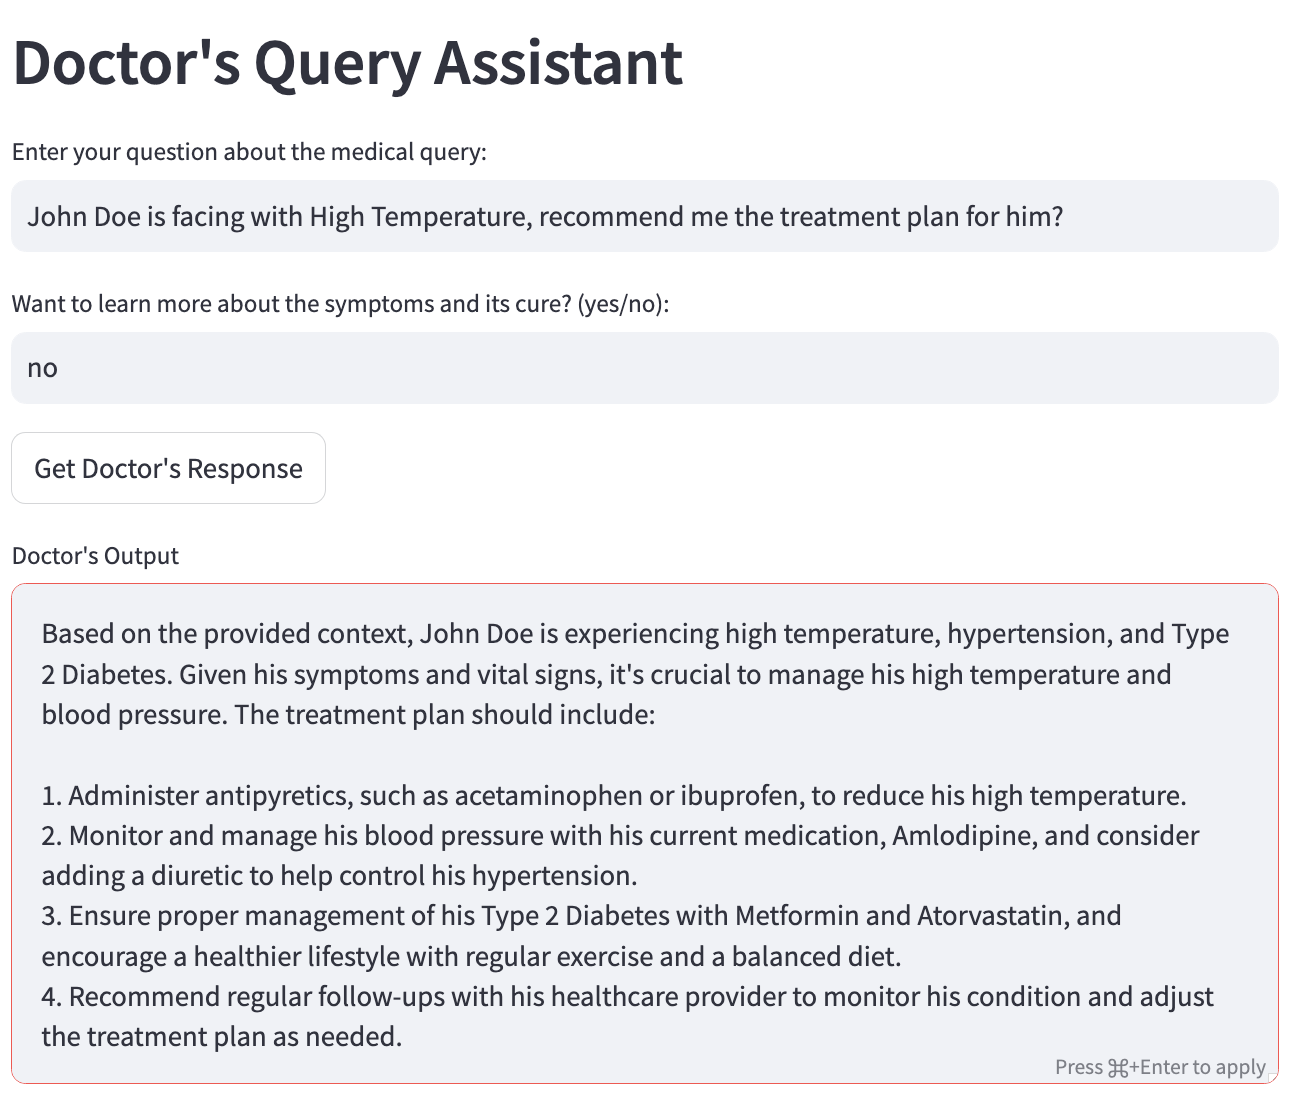 Doctor's Query Assistant
Enter your question about the medical query:
John Doe is facing with High Temperature, recommend me the treatment plan for him?
Want to learn more about the symptoms and its cure? (yes/no):
no
Get Doctor's Response
Doctor's Output
Based on the provided context, John Doe is experiencing high temperature, hypertension, and Type
2 Diabetes. Given his symptoms and vital signs, it's crucial to manage his high temperature and
blood pressure. The treatment plan should include:
1. Administer antipyretics, such as acetaminophen or ibuprofen, to reduce his high temperature.
2. Monitor and manage his blood pressure with his current medication, Amlodipine, and consider
adding a diuretic to help control his hypertension.
3. Ensure proper management of his Type 2 Diabetes with Metformin and Atorvastatin, and
encourage a healthier lifestyle with regular exercise and a balanced diet.
4. Recommend regular follow-ups with his healthcare provider to monitor his condition and adjust
the treatment plan as needed.
Press ⌘+Enter to apply